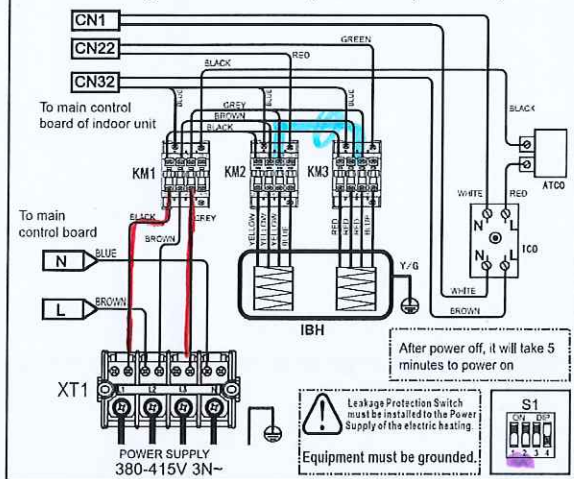 CN1
CN22
CN32
GREEN
RED
BLACK
BLUE
BLUE
BLUE
To main control
board of indoor unit
GREY
BROWN
BLACK
BLACK
KM1
KM2
KM3
ATCO
WHITE
RED
N
L
ICO
N
L
To main
control board
BLACK
GREY
BROWN
N
BLUE
L
BROWN
YELLOW
YELLOW
YELLOW
BLUE
RED
RED
RED
BLUE
Y/G
WHITE
BROWN
IBH
After power off, it will take 5
minutes to power on
XT1
L1
L2
L3
N
POWER SUPPLY
380-415V 3N~
Leakage Protection Switch
must be installed to the Power
Supply of the electric heating.
Equipment must be grounded.
S1
ON DIP
1 2 3 4